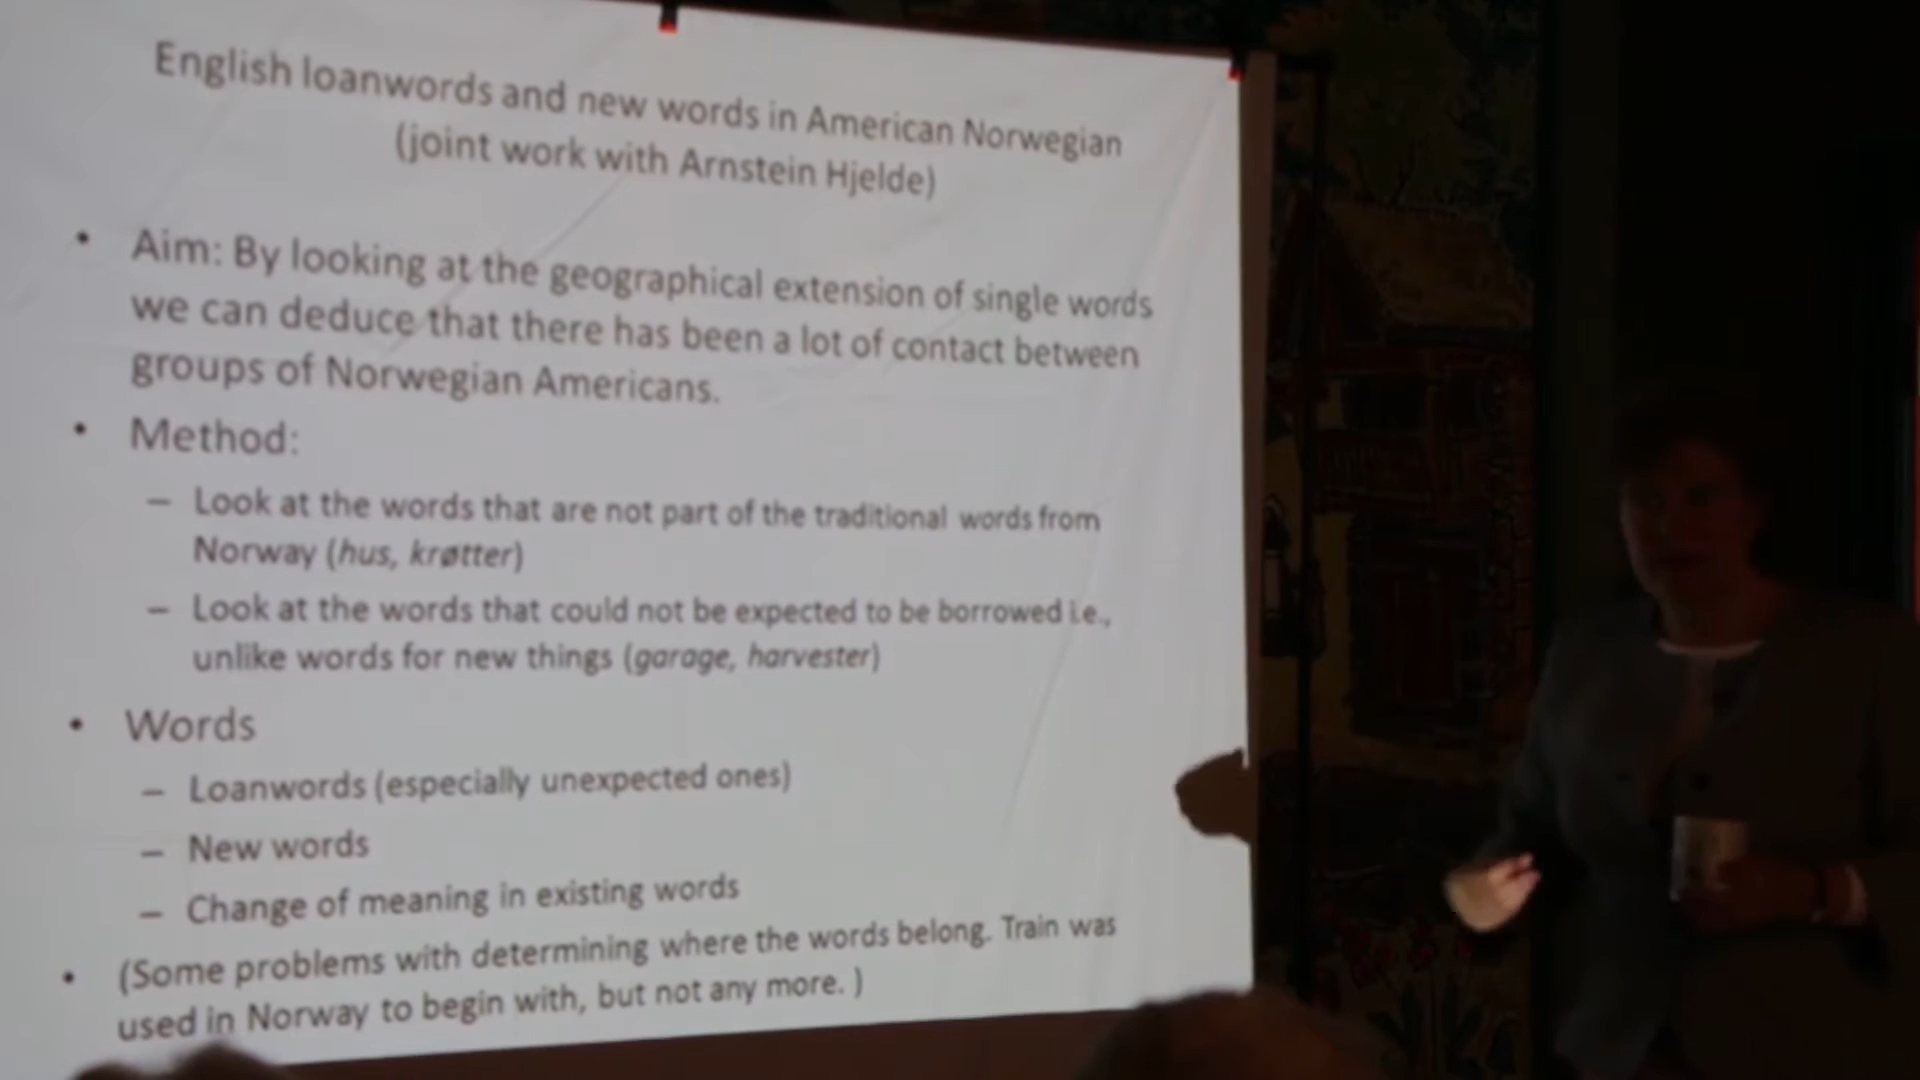 English loanwords and new words in American Norwegian
(joint work with Arnstein Hjelde)
• Aim: By looking at the geographical extension of single words
we can deduce that there has been a lot of contact between
groups of Norwegian Americans.
• Method:
– Look at the words that are not part of the traditional words from
Norway (hus, krøtter)
– Look at the words that could not be expected to be borrowed i.e.,
unlike words for new things (garage, harvester)
• Words
– Loanwords (especially unexpected ones)
– New words
– Change of meaning in existing words
• (Some problems with determining where the words belong. Train was
used in Norway to begin with, but not any more. )